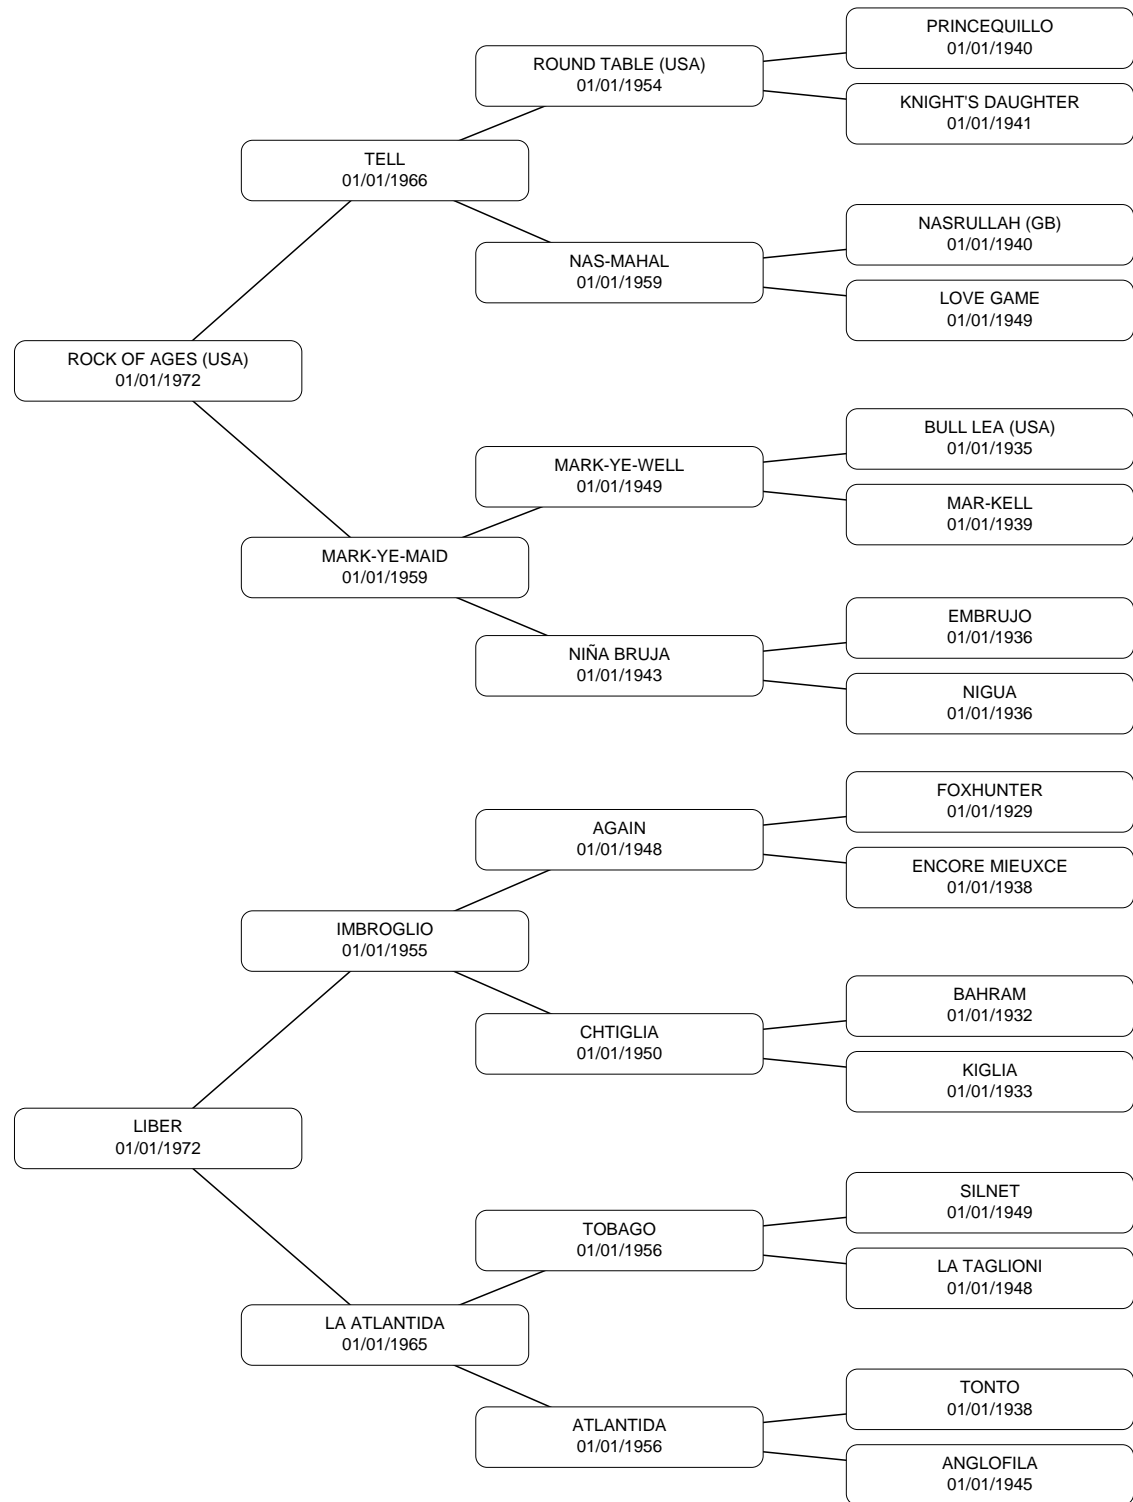 PRINCEQUILLO
01/01/1940
ROUND TABLE (USA)
01/01/1954
KNIGHT'S DAUGHTER
01/01/1941
TELL
01/01/1966
NASRULLAH (GB)
01/01/1940
NAS-MAHAL
01/01/1959
LOVE GAME
01/01/1949
ROCK OF AGES (USA)
01/01/1972
BULL LEA (USA)
01/01/1935
MARK-YE-WELL
01/01/1949
MAR-KELL
01/01/1939
MARK-YE-MAID
01/01/1959
EMBRUJO
01/01/1936
NIÑA BRUJA
01/01/1943
NIGUA
01/01/1936
FOXHUNTER
01/01/1929
AGAIN
01/01/1948
ENCORE MIEUXCE
01/01/1938
IMBROGLIO
01/01/1955
BAHRAM
01/01/1932
CHTIGLIA
01/01/1950
KIGLIA
01/01/1933
LIBER
01/01/1972
SILNET
01/01/1949
TOBAGO
01/01/1956
LA TAGLIONI
01/01/1948
LA ATLANTIDA
01/01/1965
TONTO
01/01/1938
ATLANTIDA
01/01/1956
ANGLOFILA
01/01/1945